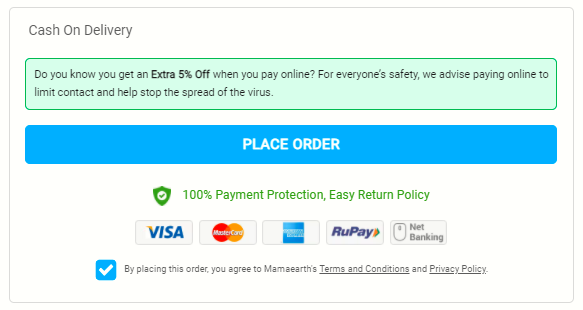 Cash On Delivery
Do you know you get an Extra 5% Off when you pay online? For everyone's safety, we advise paying online to
limit contact and help stop the spread of the virus.
PLACE ORDER
100% Payment Protection, Easy Return Policy
VISA MasterCard AMERICAN EXPRESS RuPay Net
Banking
By placing this order, you agree to Mamaearth's Terms and Conditions and Privacy Policy.